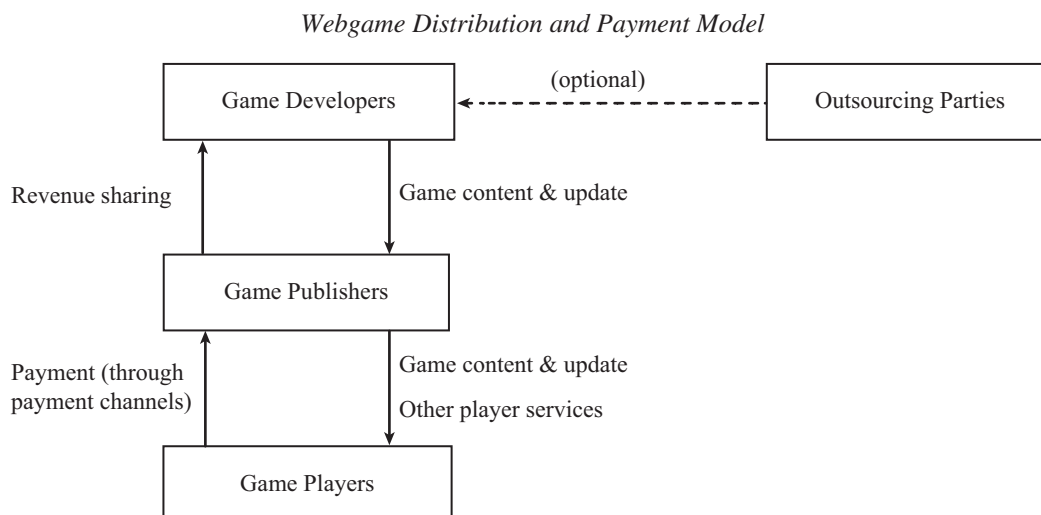 Webgame Distribution and Payment Model
(optional)
Game Developers
Outsourcing Parties
Revenue sharing
Game content & update
Game Publishers
Payment (through
payment channels)
Game content & update
Other player services
Game Players